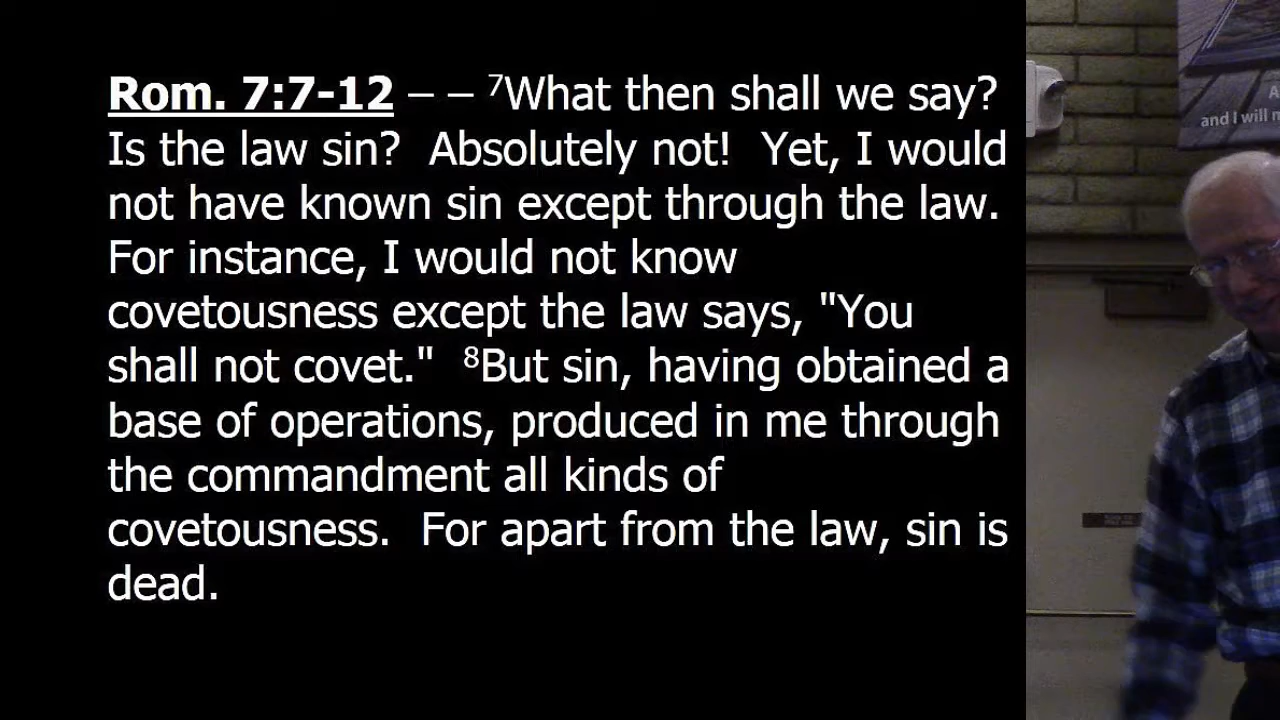 Rom. 7:7-12 – – ⁷What then shall we say?
Is the law sin?  Absolutely not!  Yet, I would
not have known sin except through the law.
For instance, I would not know
covetousness except the law says, "You
shall not covet."  ⁸But sin, having obtained a
base of operations, produced in me through
the commandment all kinds of
covetousness.  For apart from the law, sin is
dead.
and I will